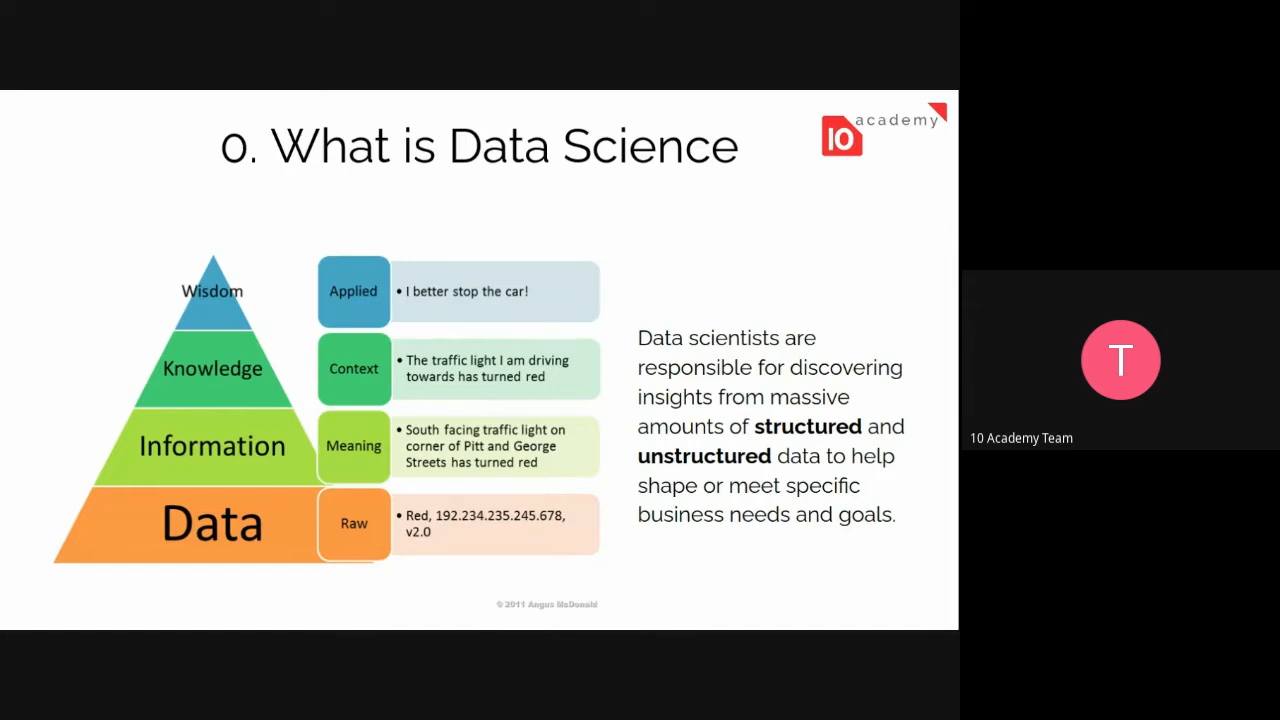 0. What is Data Science
10 academy
Wisdom
Applied
• I better stop the car!
Knowledge
Context
• The traffic light I am driving
towards has turned red
Information
Meaning
• South facing traffic light on
corner of Pitt and George
Streets has turned red
Data
Raw
• Red, 192.234.235.245.678,
v2.0
© 2011 Angus McDonald
Data scientists are
responsible for discovering
insights from massive
amounts of structured and
unstructured data to help
shape or meet specific
business needs and goals.
T
10 Academy Team